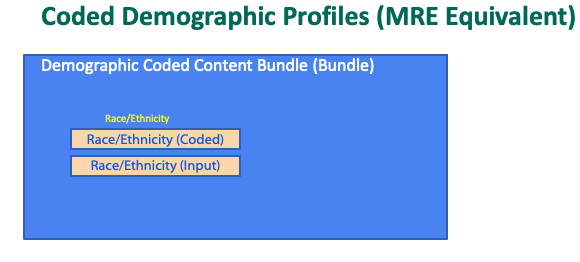 Coded Demographic Profiles (MRE Equivalent)
Demographic Coded Content Bundle (Bundle)
Race/Ethnicity
Race/Ethnicity (Coded)
Race/Ethnicity (Input)